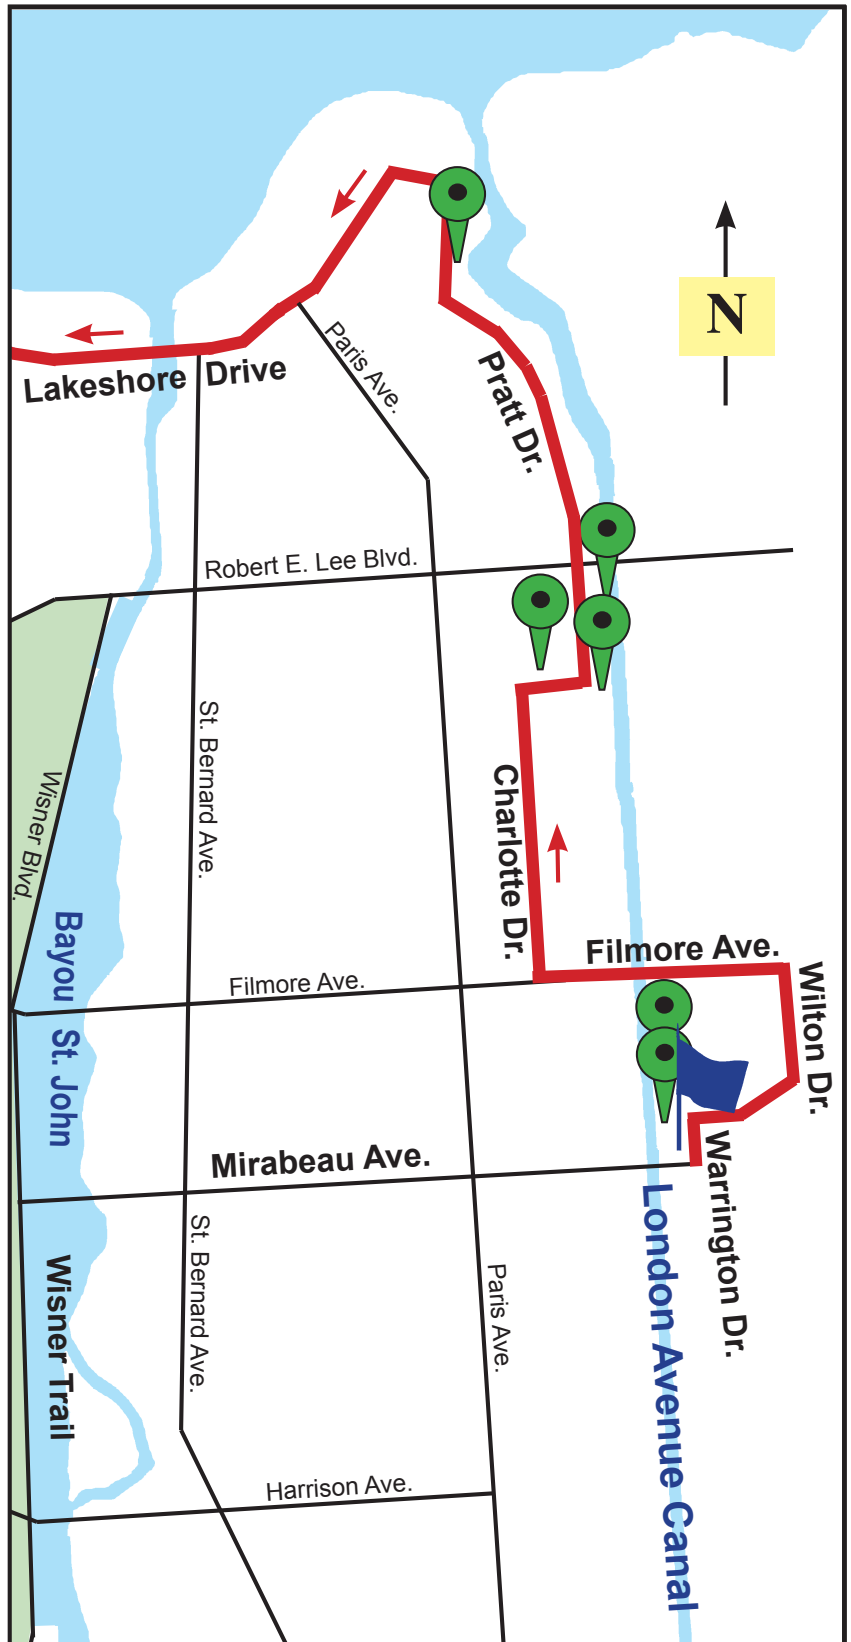 N
Paris Ave.
Lakeshore Drive
Pratt Dr.
Robert E. Lee Blvd.
St. Bernard Ave.
Wisner Blvd.
Charlotte Dr.
Bayou St. John
Filmore Ave.
Filmore Ave.
Wilton Dr.
Mirabeau Ave.
Warrington Dr.
London Avenue Canal
St. Bernard Ave.
Wisner Trail
Paris Ave.
Harrison Ave.